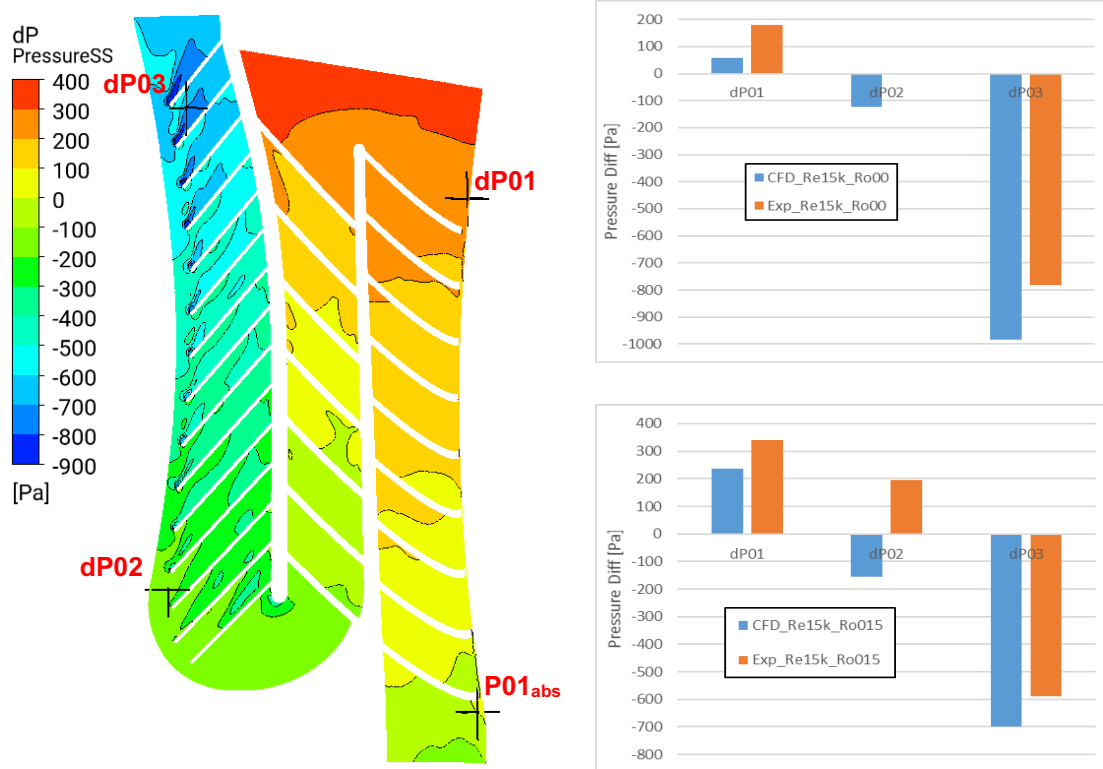 dP
PressureSS
400
300
200
100
0
-100
-200
-300
-400
-500
-600
-700
-800
-900
[Pa]
dP03
dP01
dP02
P01abs
200
100
0
-100
-200
-300
-400
-500
-600
-700
-800
-900
-1000
Pressure Diff [Pa]
dP01
dP02
dP03
CFD_Re15k_Ro00
Exp_Re15k_Ro00
400
300
200
100
0
-100
-200
-300
-400
-500
-600
-700
-800
Pressure Diff [Pa]
dP01
dP02
dP03
CFD_Re15k_Ro015
Exp_Re15k_Ro015